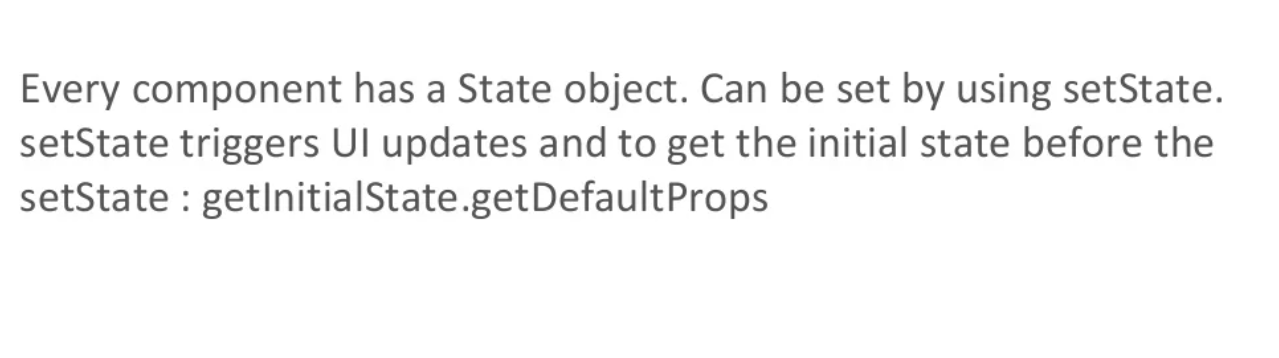 Every component has a State object. Can be set by using setState.
setState triggers UI updates and to get the initial state before the
setState : getInitialState.getDefaultProps